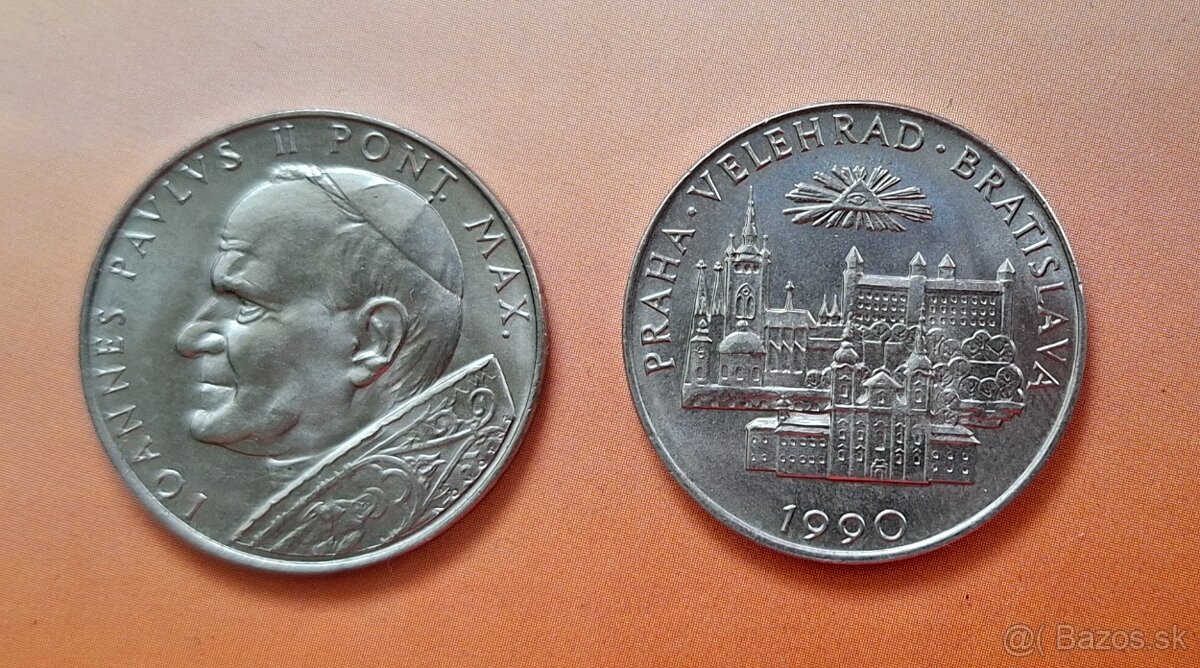 IOANNES PAVLVS II PONT. MAX.
PRAHA · VELEHRAD · BRATISLAVA
1990
@( Bazos.sk